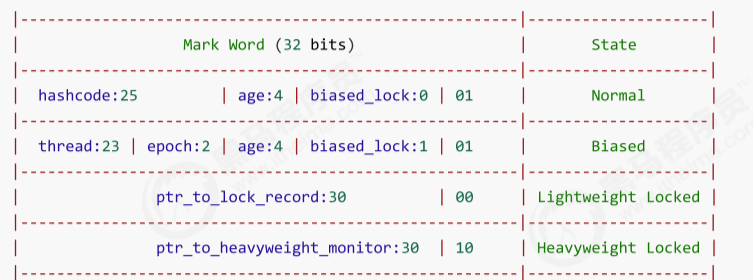 |-------------------------------------------------------|--------------------|
| Mark Word (32 bits) | State |
|-------------------------------------------------------|--------------------|
| hashcode:25 | age:4 | biased_lock:0 | 01 | Normal |
|-------------------------------------------------------|--------------------|
| thread:23 | epoch:2 | age:4 | biased_lock:1 | 01 | Biased |
|-------------------------------------------------------|--------------------|
| ptr_to_lock_record:30 | 00 | Lightweight Locked |
|-------------------------------------------------------|--------------------|
| ptr_to_heavyweight_monitor:30 | 10 | Heavyweight Locked |
|-------------------------------------------------------|--------------------|